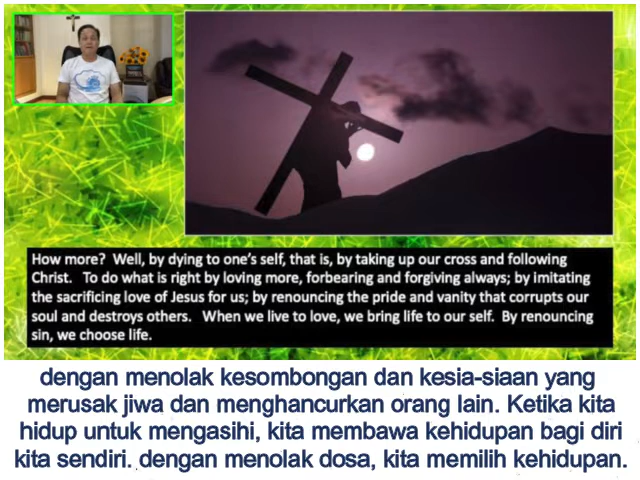 How more? Well, by dying to one's self, that is, by taking up our cross and following
Christ. To do what is right by loving more, forbearing and forgiving always; by imitating
the sacrificing love of Jesus for us; by renouncing the pride and vanity that corrupts our
soul and destroys others. When we live to love, we bring life to our self. By renouncing
sin, we choose life.
dengan menolak kesombongan dan kesia-siaan yang
merusak jiwa dan menghancurkan orang lain. Ketika kita
hidup untuk mengasihi, kita membawa kehidupan bagi diri
kita sendiri. dengan menolak dosa, kita memilih kehidupan.